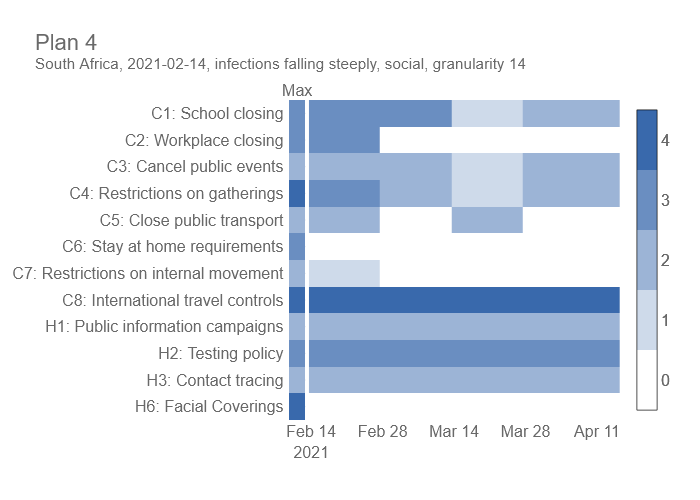 Plan 4
South Africa, 2021-02-14, infections falling steeply, social, granularity 14
Max
C1: School closing
C2: Workplace closing
C3: Cancel public events
C4: Restrictions on gatherings
C5: Close public transport
C6: Stay at home requirements
C7: Restrictions on internal movement
C8: International travel controls
H1: Public information campaigns
H2: Testing policy
H3: Contact tracing
H6: Facial Coverings
Feb 14 Feb 28 Mar 14 Mar 28 Apr 11
2021
4
3
2
1
0